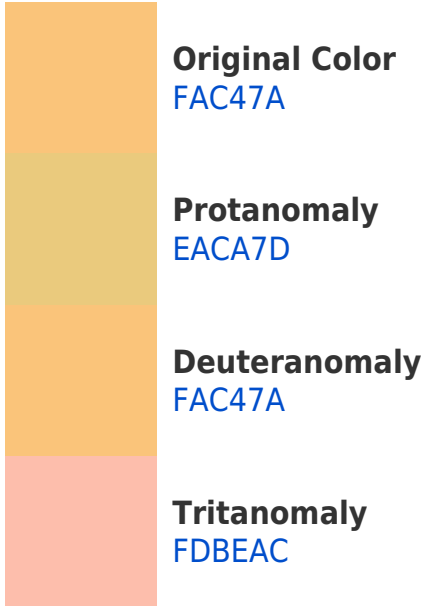 Original Color
FAC47A
Protanomaly
EACA7D
Deuteranomaly
FAC47A
Tritanomaly
FDBEAC